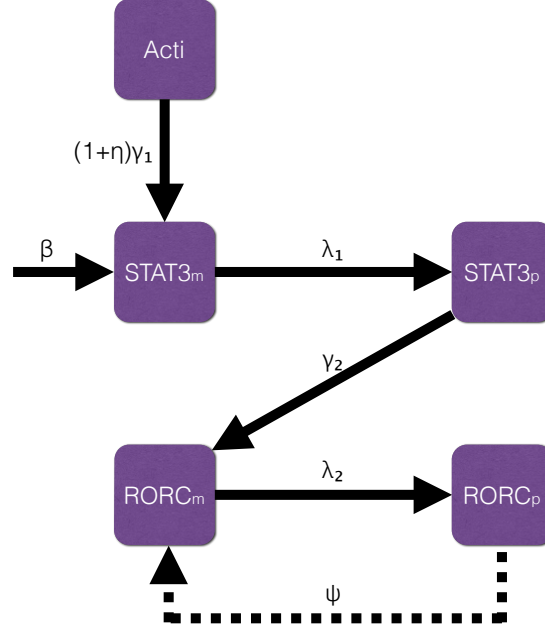 Acti
(1+η)γ₁
β
STAT3ₘ
λ₁
STAT3ₚ
γ₂
RORCₘ
λ₂
RORCₚ
ψ